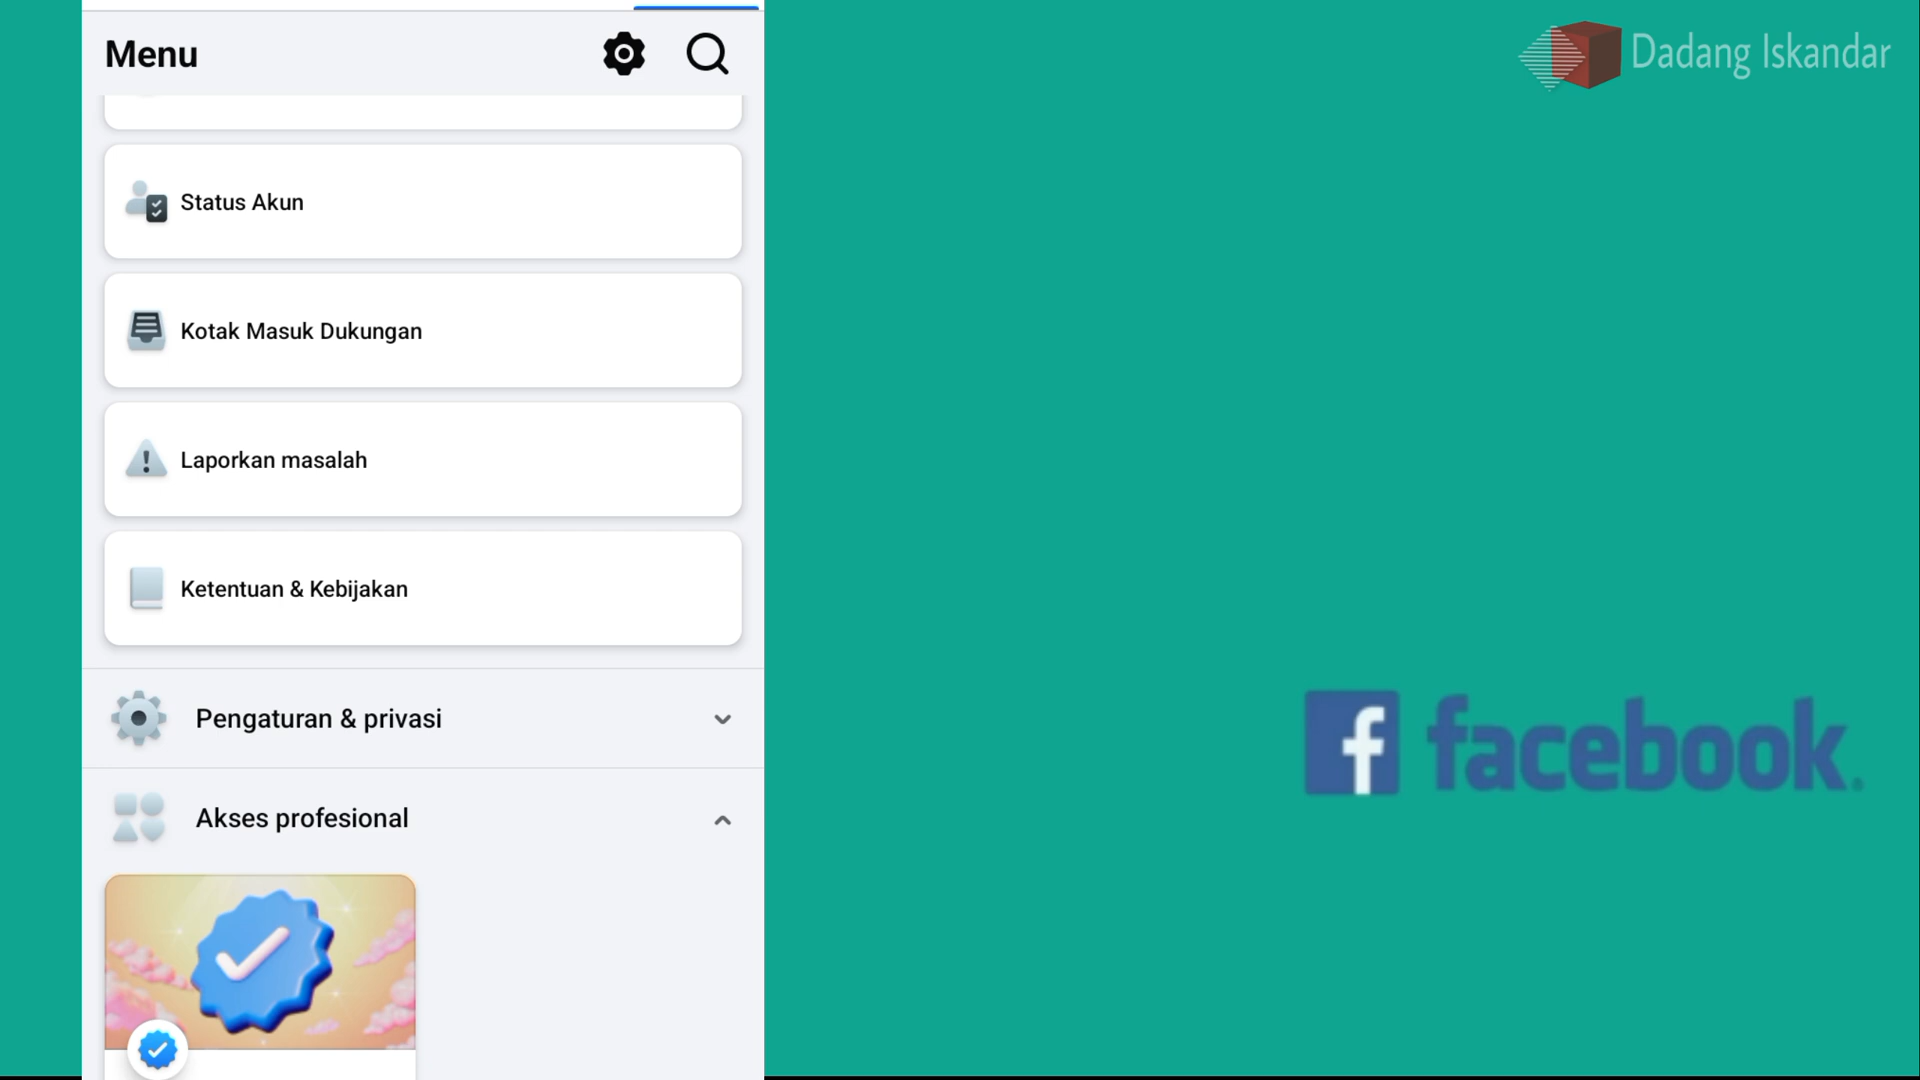 Menu
Dadang Iskandar
Status Akun
Kotak Masuk Dukungan
Laporkan masalah
Ketentuan & Kebijakan
Pengaturan & privasi
facebook.
Akses profesional